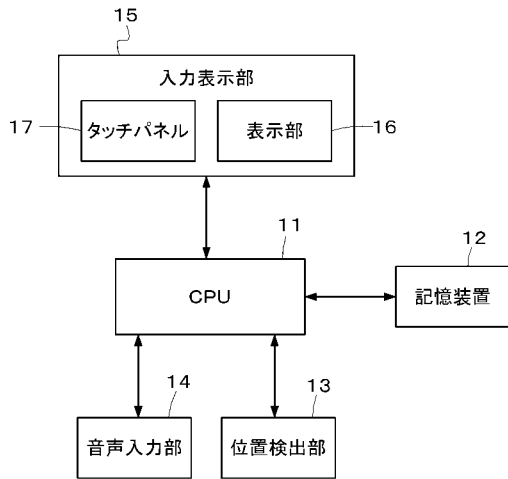 15
入力表示部
17
タッチパネル
表示部
16
11
CPU
12
記憶装置
14
音声入力部
13
位置検出部